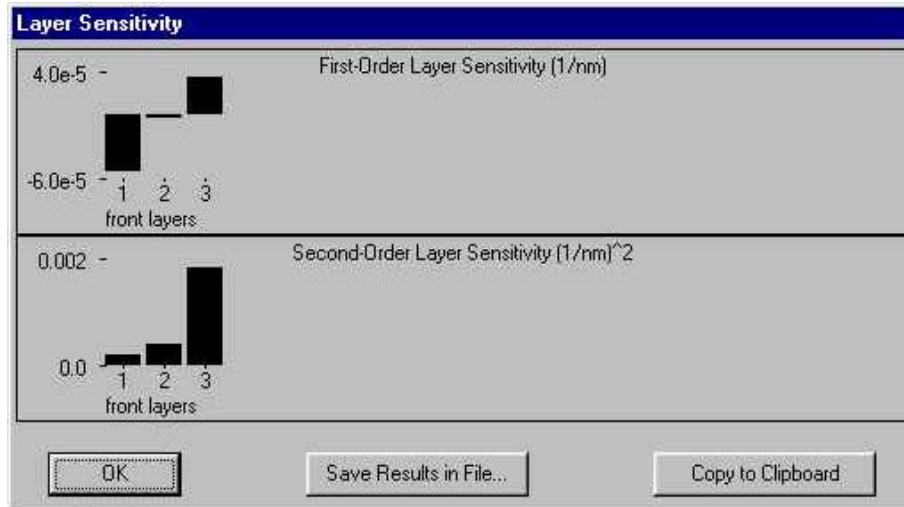 Layer Sensitivity
First-Order Layer Sensitivity (1/nm)
4.0e-5
-6.0e-5
1 2 3
front layers
Second-Order Layer Sensitivity (1/nm)^2
0.002
0.0
1 2 3
front layers
OK Save Results in File... Copy to Clipboard